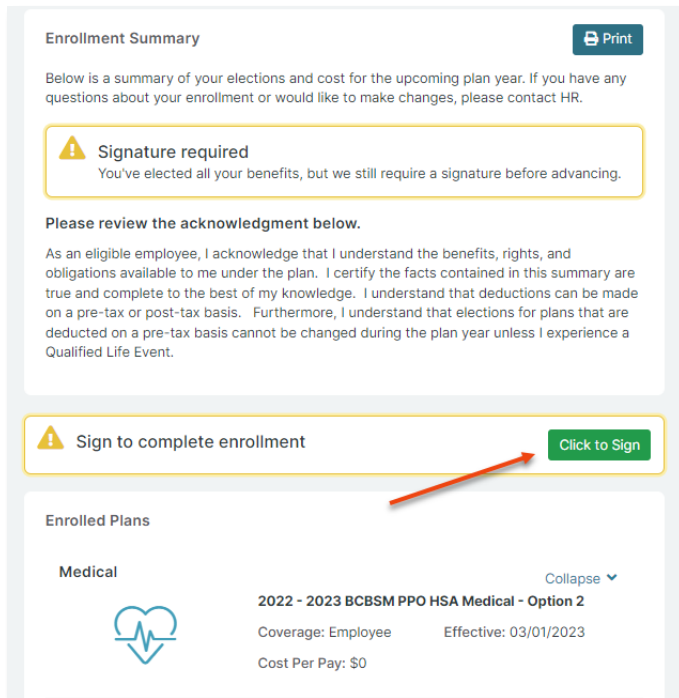 Enrollment Summary
Print
Below is a summary of your elections and cost for the upcoming plan year. If you have any
questions about your enrollment or would like to make changes, please contact HR.
Signature required
You've elected all your benefits, but we still require a signature before advancing.
Please review the acknowledgment below.
As an eligible employee, I acknowledge that I understand the benefits, rights, and
obligations available to me under the plan. I certify the facts contained in this summary are
true and complete to the best of my knowledge. I understand that deductions can be made
on a pre-tax or post-tax basis. Furthermore, I understand that elections for plans that are
deducted on a pre-tax basis cannot be changed during the plan year unless I experience a
Qualified Life Event.
Sign to complete enrollment
Click to Sign
Enrolled Plans
Medical
Collapse
2022 - 2023 BCBSM PPO HSA Medical - Option 2
Coverage: Employee Effective: 03/01/2023
Cost Per Pay: $0